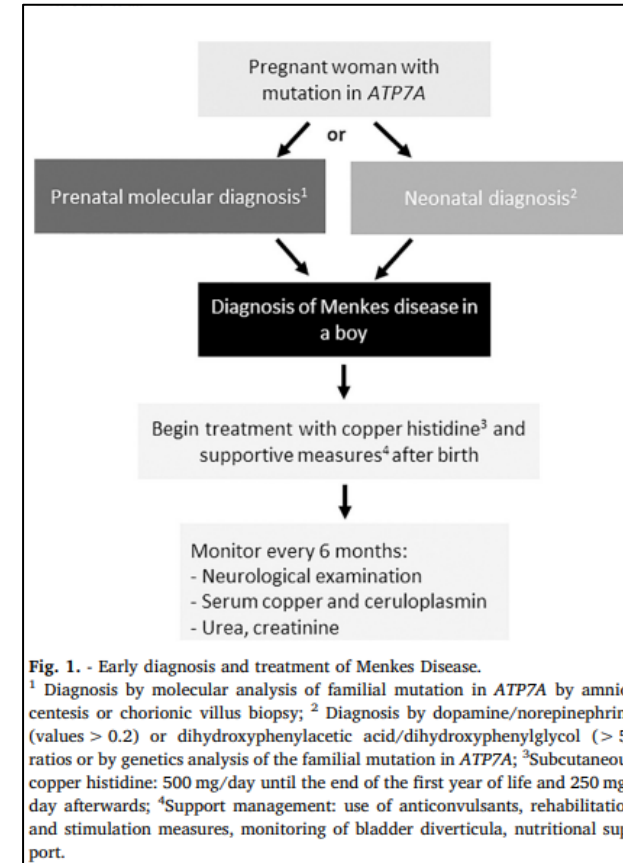 Pregnant woman with
mutation in ATP7A
or
Prenatal molecular diagnosis¹
Neonatal diagnosis²
Diagnosis of Menkes disease in
a boy
Begin treatment with copper histidine³ and
supportive measures⁴ after birth
Monitor every 6 months:
- Neurological examination
- Serum copper and ceruloplasmin
- Urea, creatinine
Fig. 1. - Early diagnosis and treatment of Menkes Disease.
¹ Diagnosis by molecular analysis of familial mutation in ATP7A by amnio
centesis or chorionic villus biopsy; ² Diagnosis by dopamine/norepinephrin
(values > 0.2) or dihydroxyphenylacetic acid/dihydroxyphenylglycol (> 5
ratios or by genetics analysis of the familial mutation in ATP7A; ³Subcutaneou
copper histidine: 500 mg/day until the end of the first year of life and 250 mg
day afterwards; ⁴Support management: use of anticonvulsants, rehabilitation
and stimulation measures, monitoring of bladder diverticula, nutritional sup
port.